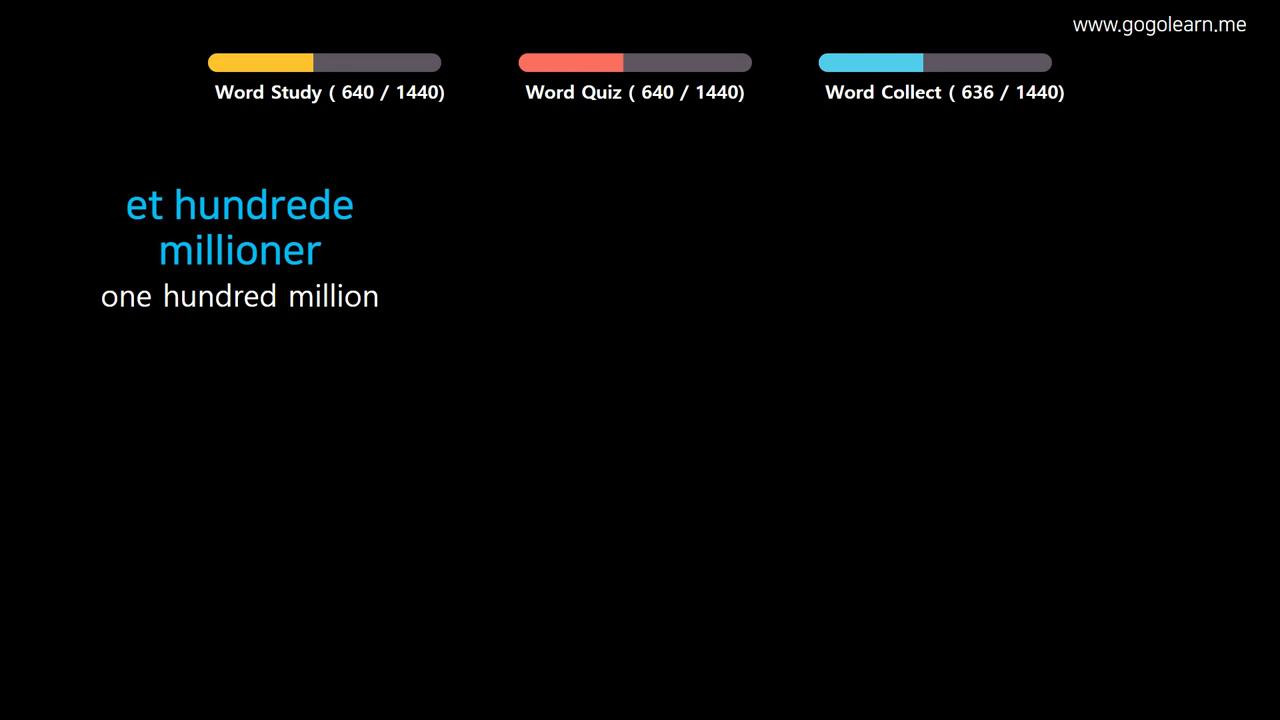 www.gogolearn.me
Word Study ( 640 / 1440)
Word Quiz ( 640 / 1440)
Word Collect ( 636 / 1440)
et hundrede
millioner
one hundred million